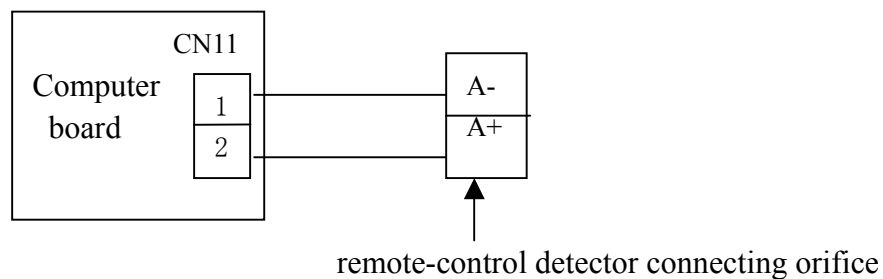 CN11
Computer
board
1
2
A-
A+
remote-control detector connecting orifice